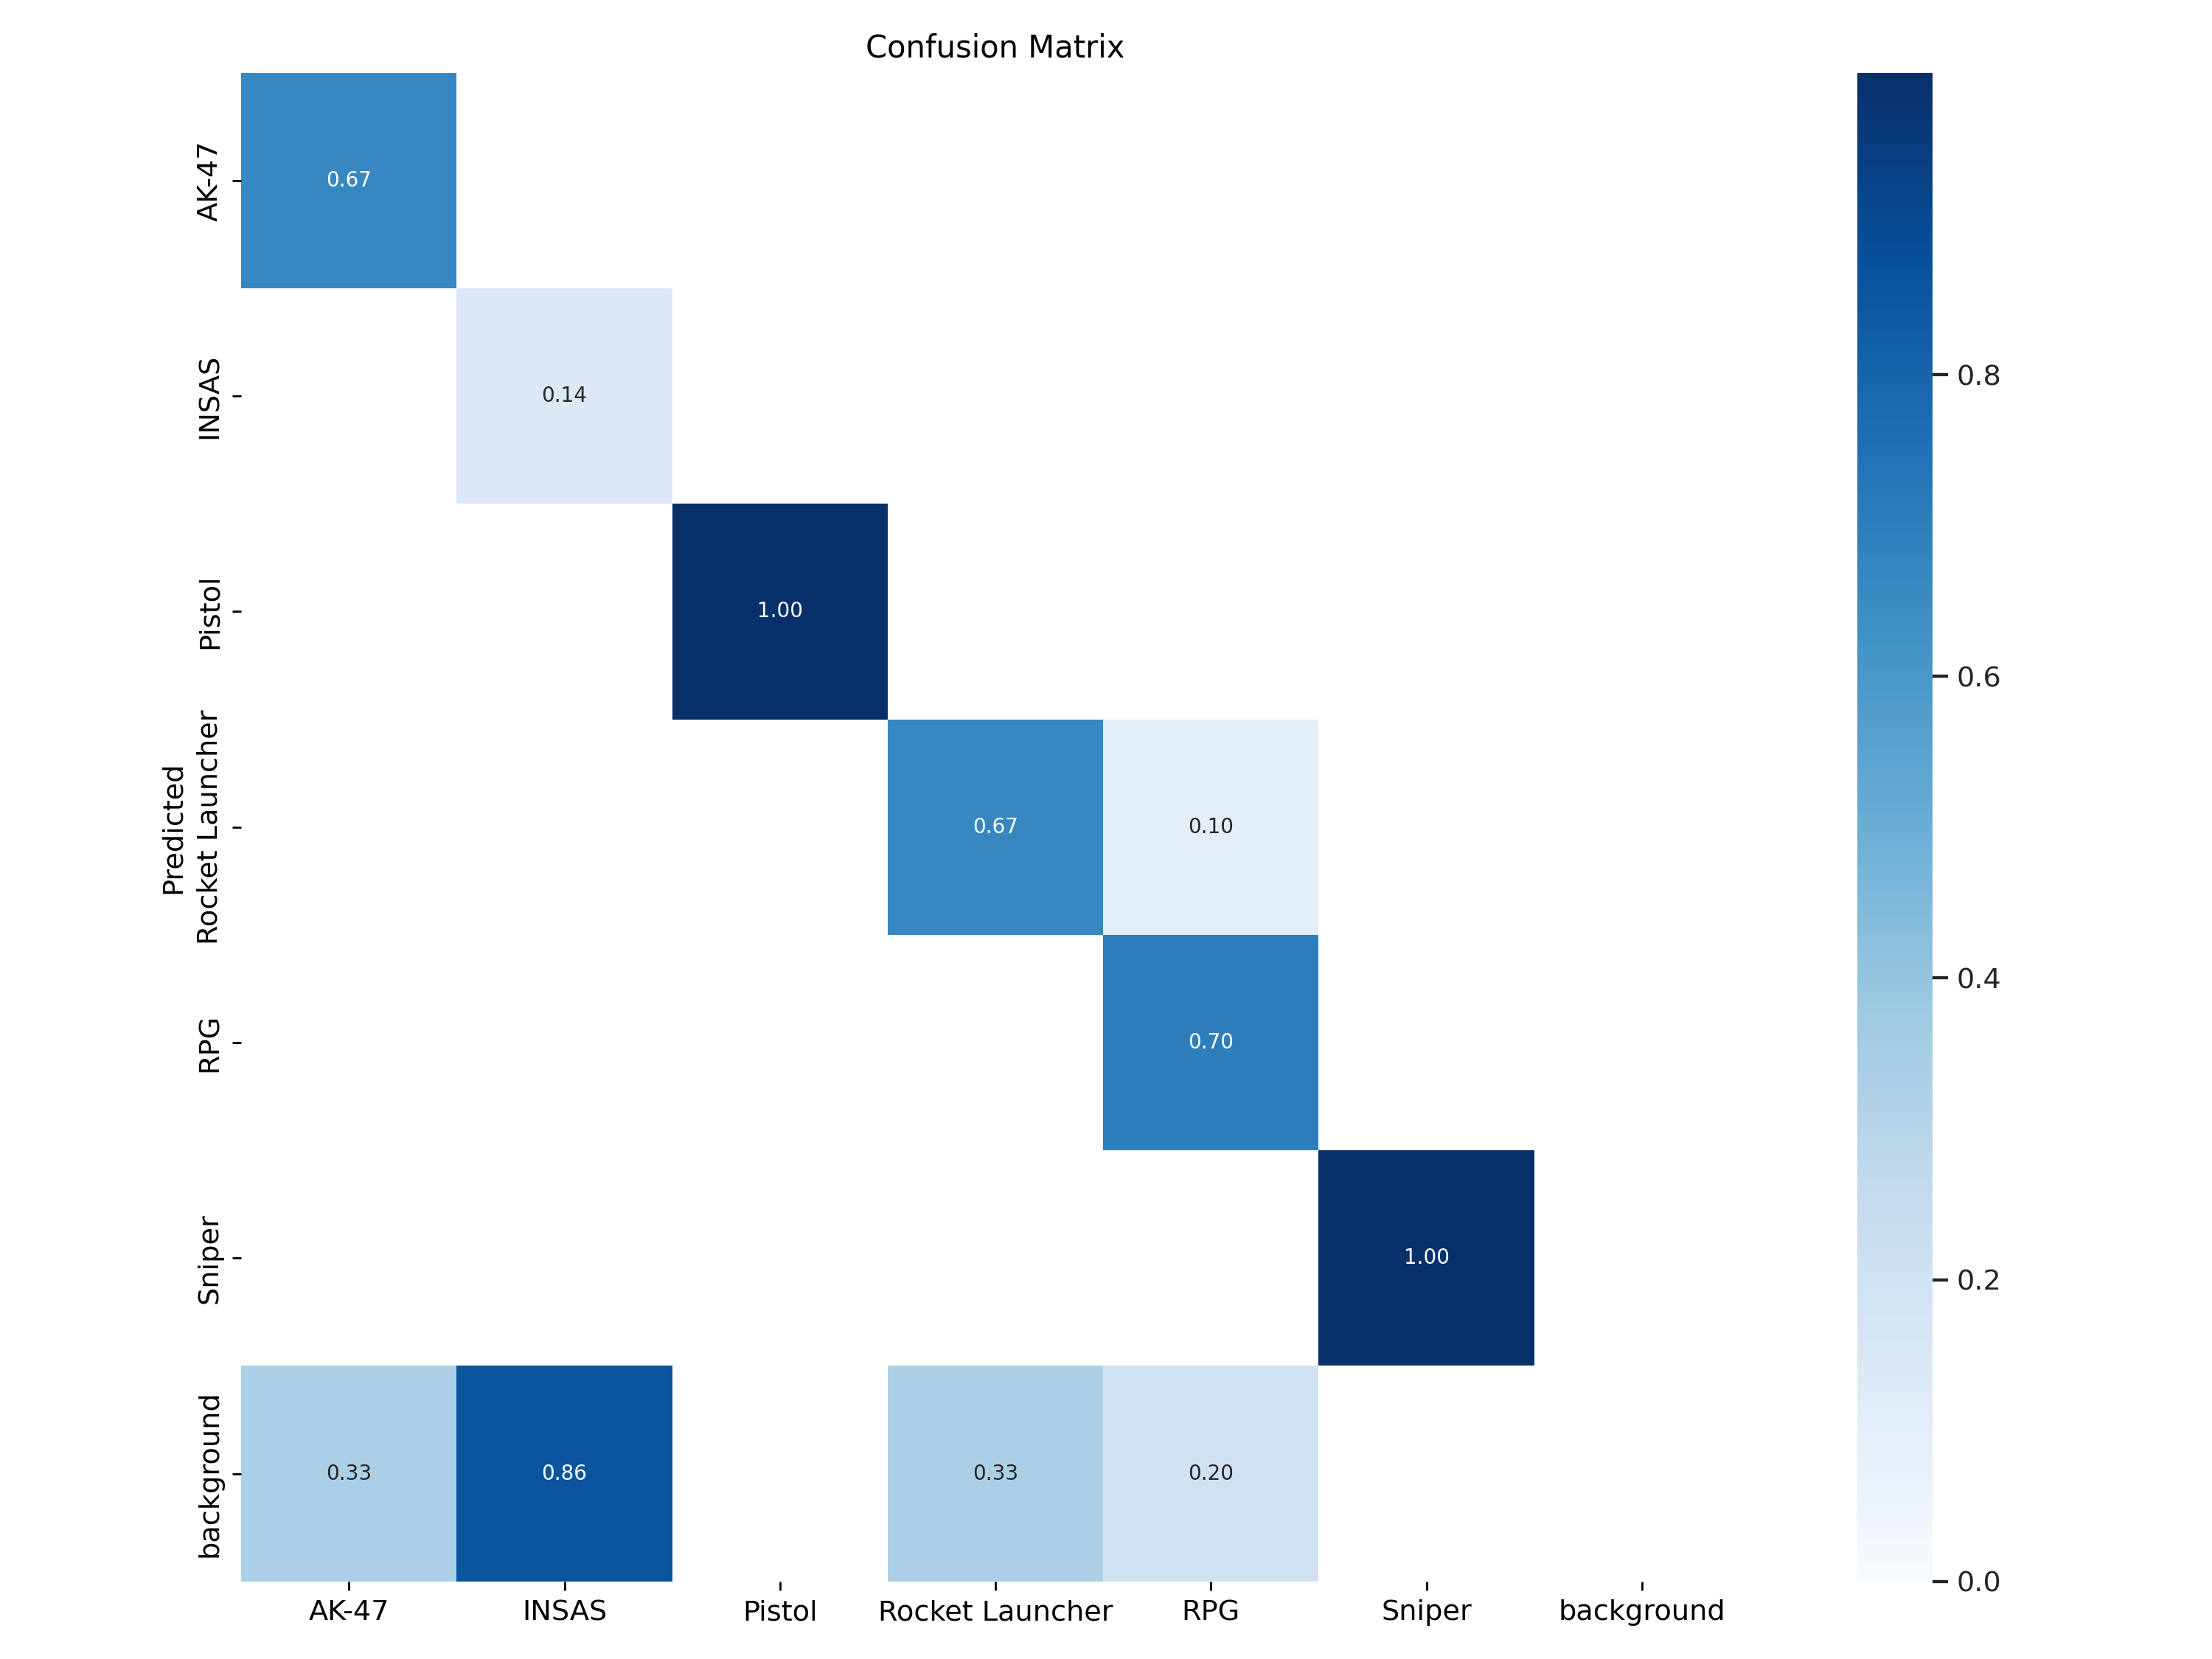 Confusion Matrix
AK-47
0.67
INSAS
0.14
Pistol
1.00
Predicted
Rocket Launcher
0.67 0.10
RPG
0.70
Sniper
1.00
background
0.33 0.86 0.33 0.20
AK-47 INSAS Pistol Rocket Launcher RPG Sniper background
0.8
0.6
0.4
0.2
0.0